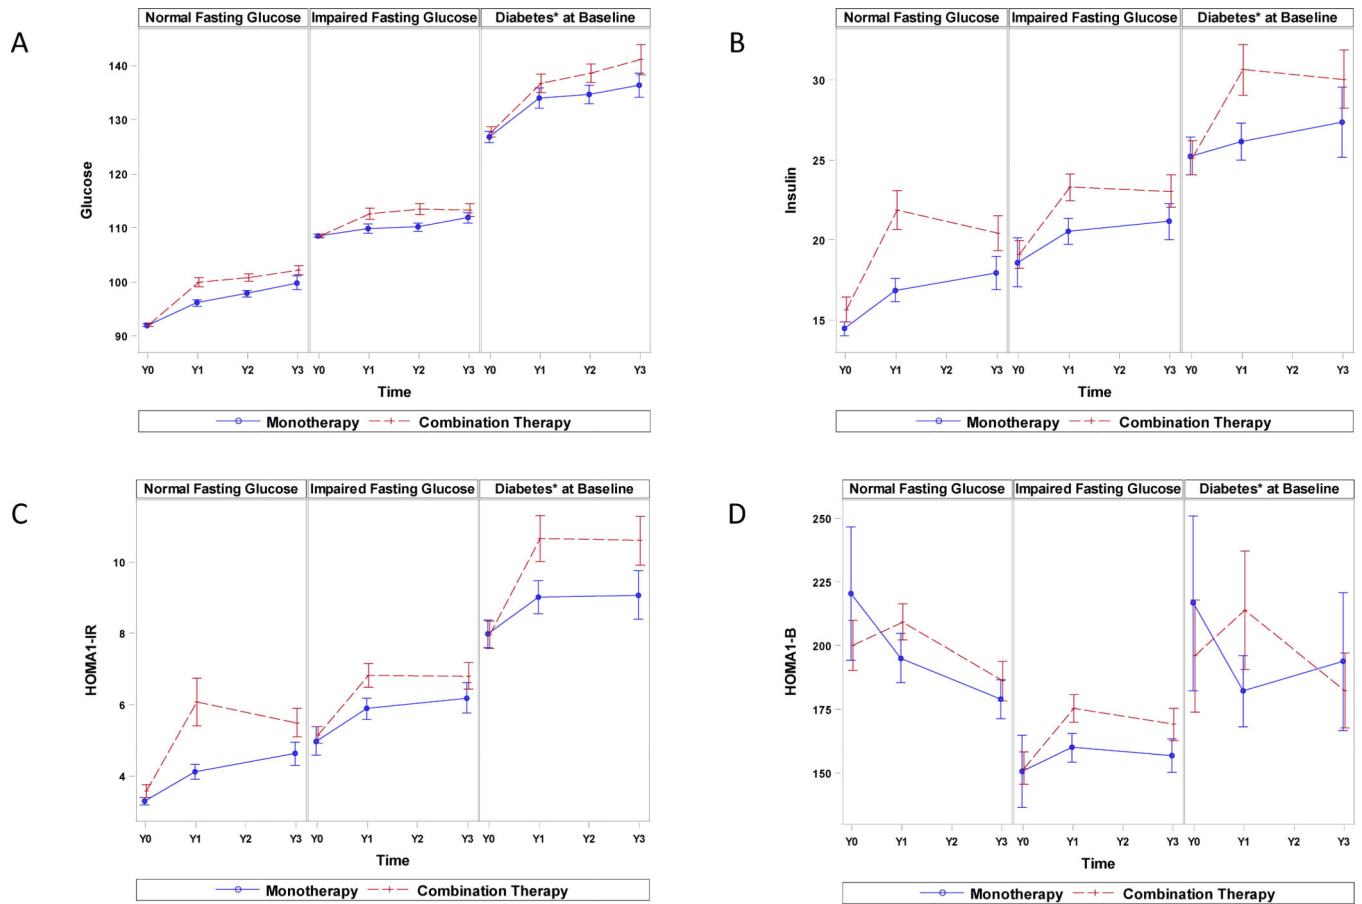 A
Normal Fasting Glucose Impaired Fasting Glucose Diabetes* at Baseline
Glucose
140
130
120
110
100
90
Y0 Y1 Y2 Y3 Y0 Y1 Y2 Y3 Y0 Y1 Y2 Y3
Time
Monotherapy Combination Therapy
B
Normal Fasting Glucose Impaired Fasting Glucose Diabetes* at Baseline
Insulin
30
25
20
15
Y0 Y1 Y2 Y3 Y0 Y1 Y2 Y3 Y0 Y1 Y2 Y3
Time
Monotherapy Combination Therapy
C
Normal Fasting Glucose Impaired Fasting Glucose Diabetes* at Baseline
HOMA1-IR
10
8
6
4
Y0 Y1 Y2 Y3 Y0 Y1 Y2 Y3 Y0 Y1 Y2 Y3
Time
Monotherapy Combination Therapy
D
Normal Fasting Glucose Impaired Fasting Glucose Diabetes* at Baseline
HOMA1-B
250
225
200
175
150
Y0 Y1 Y2 Y3 Y0 Y1 Y2 Y3 Y0 Y1 Y2 Y3
Time
Monotherapy Combination Therapy